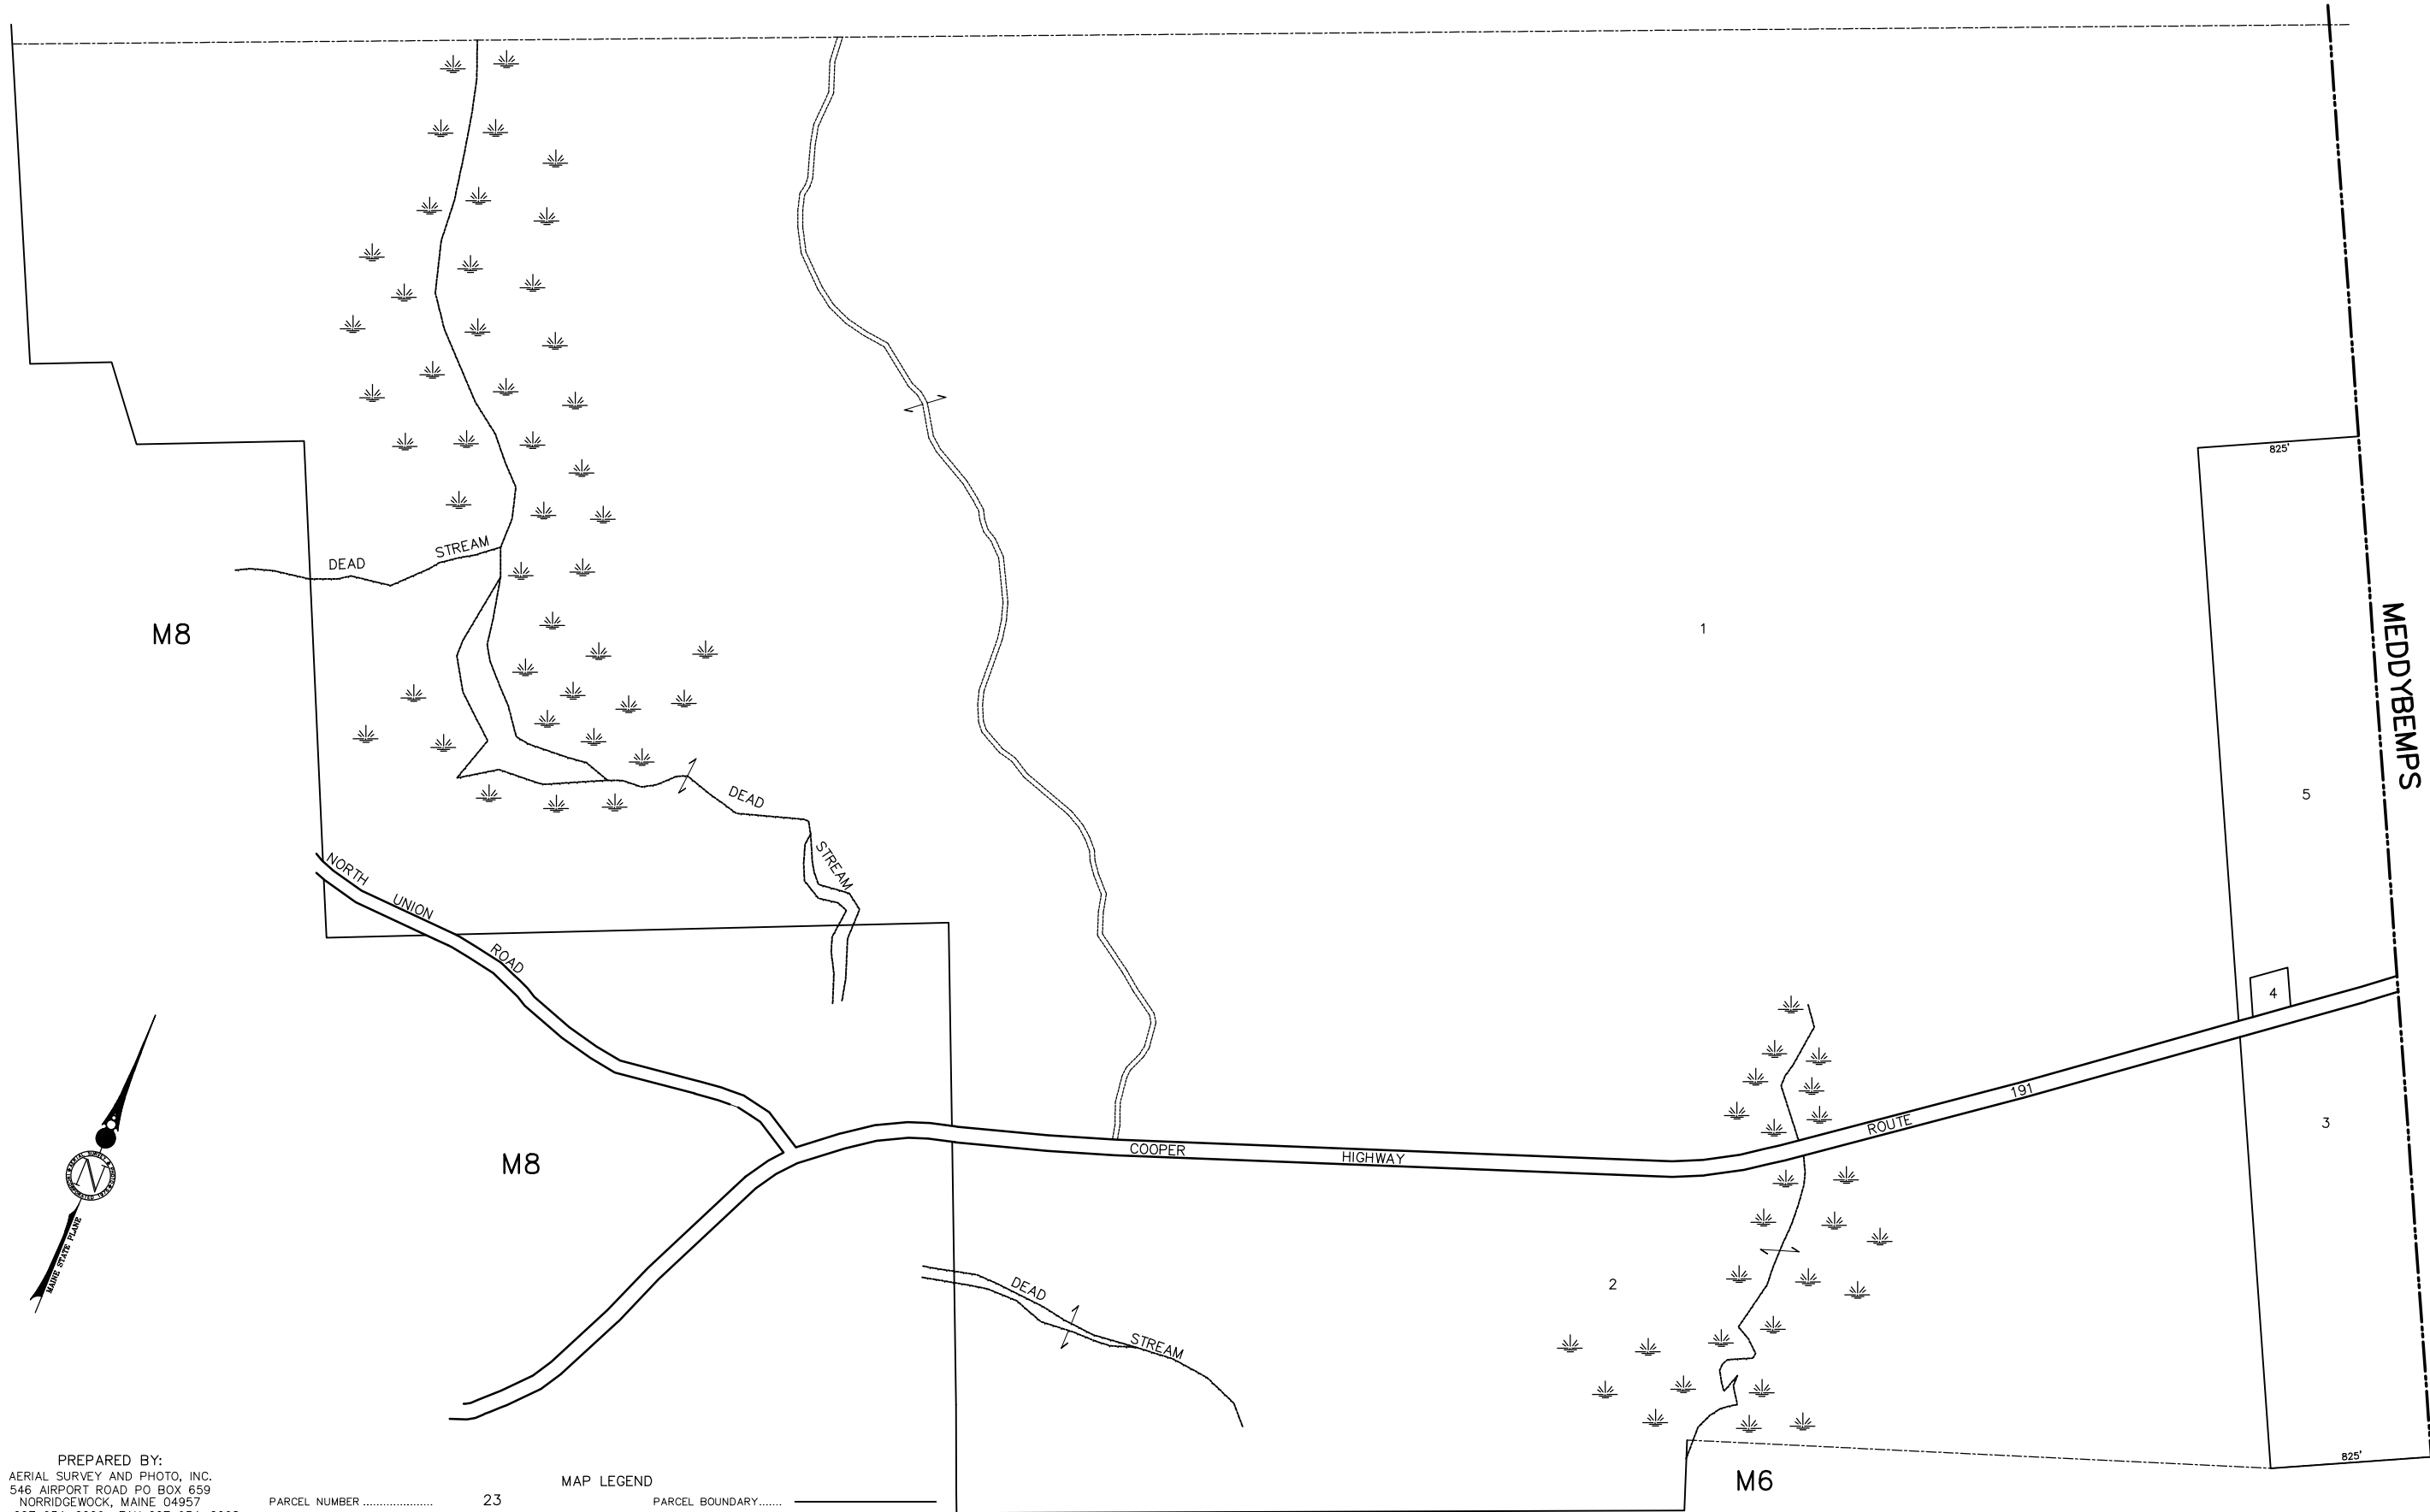 825'
DEAD STREAM
M8
1
MEDDYBEMPS
5
DEAD
STREAM
NORTH UNION ROAD
4
191
ROUTE
3
COOPER HIGHWAY
M8
N
MAINE STATE PLANE
2
DEAD
STREAM
825'
M6
PREPARED BY:
AERIAL SURVEY AND PHOTO, INC.
546 AIRPORT ROAD PO BOX 659
NORRIDGEWOCK, MAINE 04957
MAP LEGEND
PARCEL NUMBER .................... 23
PARCEL BOUNDARY.......